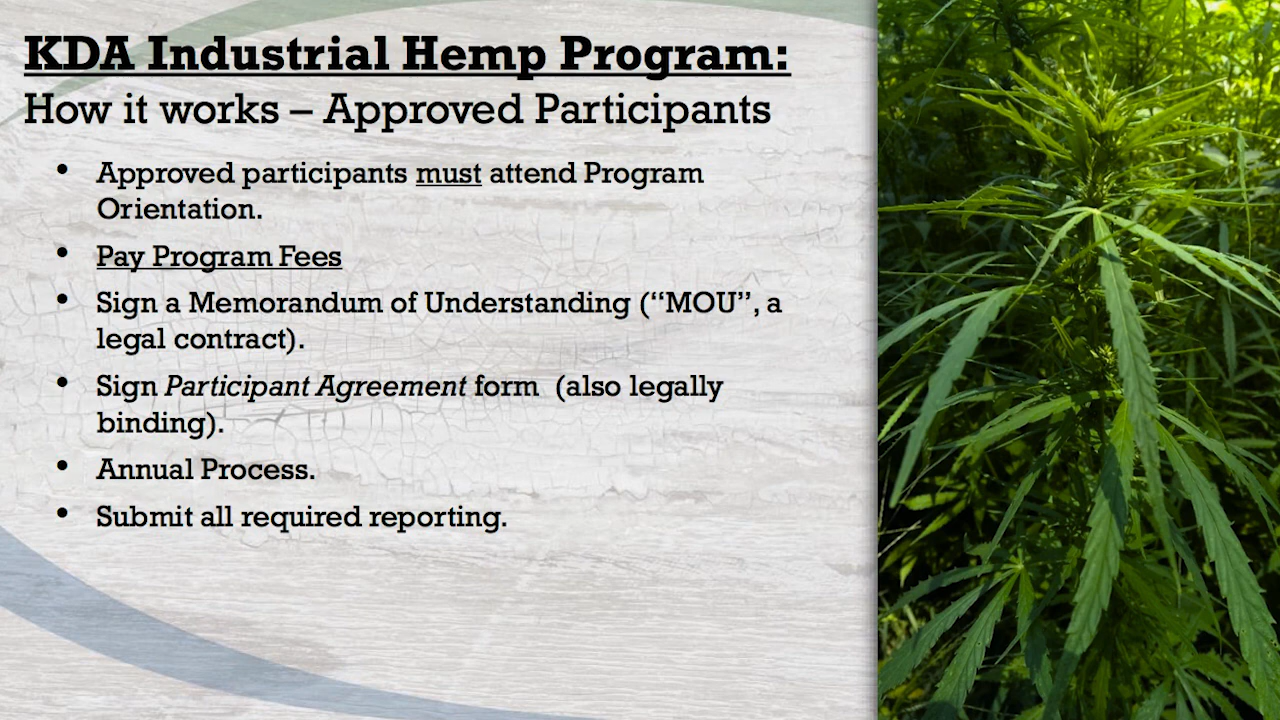 KDA Industrial Hemp Program:
How it works – Approved Participants
• Approved participants must attend Program
Orientation.
• Pay Program Fees
• Sign a Memorandum of Understanding (“MOU”, a
legal contract).
• Sign Participant Agreement form  (also legally
binding).
• Annual Process.
• Submit all required reporting.